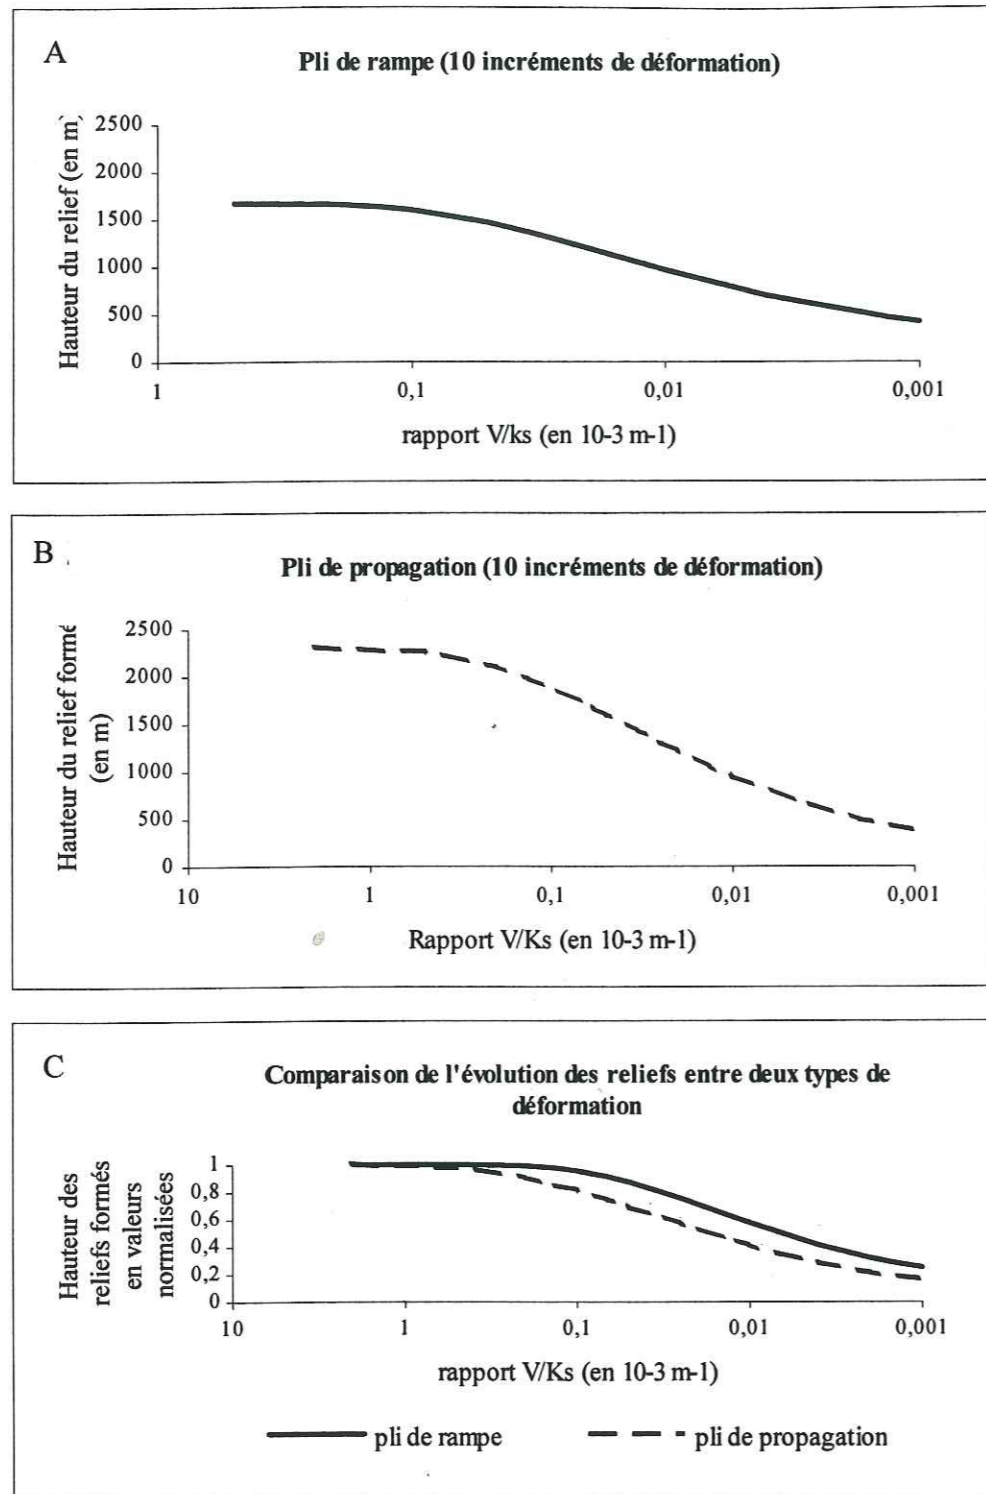 A
Pli de rampe (10 incréments de déformation)
Hauteur du relief (en m)
2500
2000
1500
1000
500
0
1
0,1
0,01
0,001
rapport V/ks (en 10-3 m-1)
B
Pli de propagation (10 incréments de déformation)
Hauteur du relief formé
(en m)
2500
2000
1500
1000
500
0
10
1
0,1
0,01
0,001
Rapport V/Ks (en 10-3 m-1)
C
Comparaison de l'évolution des reliefs entre deux types de
déformation
Hauteur des
reliefs formés
en valeurs
normalisées
1
0,8
0,6
0,4
0,2
0
10
1
0,1
0,01
0,001
rapport V/Ks (en 10-3 m-1)
pli de rampe
pli de propagation